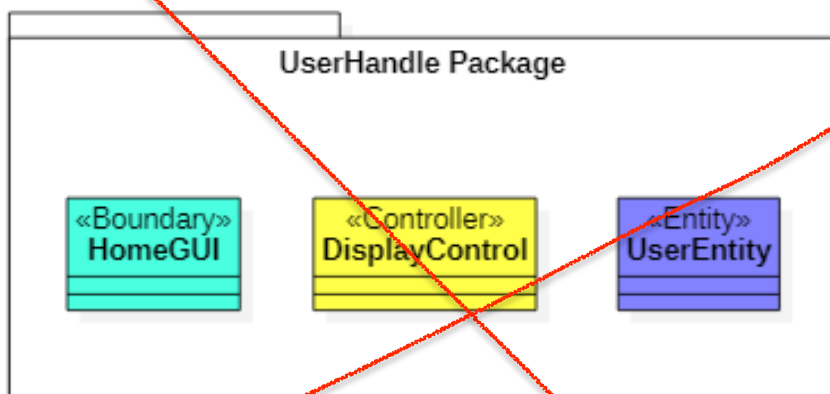 UserHandle Package
«Boundary»
HomeGUI
«Controller»
DisplayControl
«Entity»
UserEntity